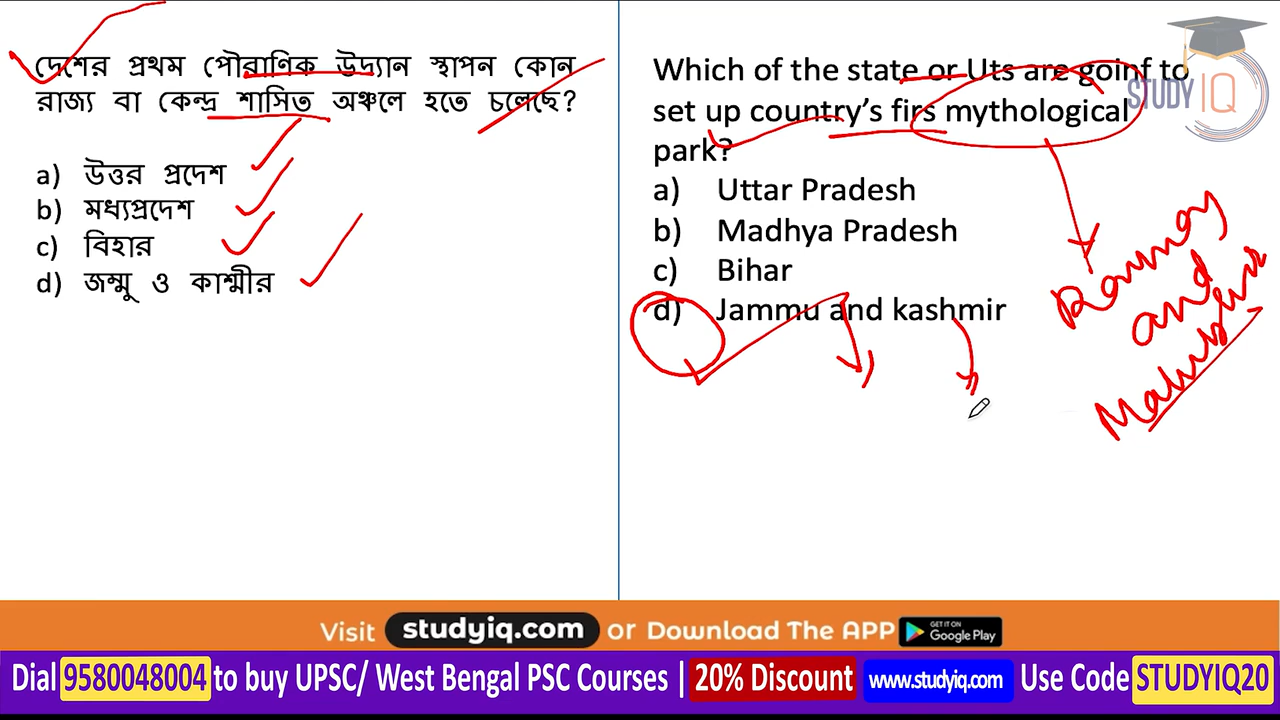 দেশের প্রথম পৌরাণিক উদ্যান স্থাপন কোন
রাজ্য বা কেন্দ্র শাসিত অঞ্চলে হতে চলেছে?
a) উত্তর প্রদেশ
b) মধ্যপ্রদেশ
c) বিহার
d) জম্মু ও কাশ্মীর
Which of the state or Uts are goinf to
set up country's firs mythological
park?
a) Uttar Pradesh
b) Madhya Pradesh
c) Bihar
d) Jammu and kashmir
STUDY IQ
and
Visit studyiq.com or Download The APP GET IT ON Google Play
Dial 9580048004 to buy UPSC/ West Bengal PSC Courses | 20% Discount www.studyiq.com Use Code STUDYIQ20